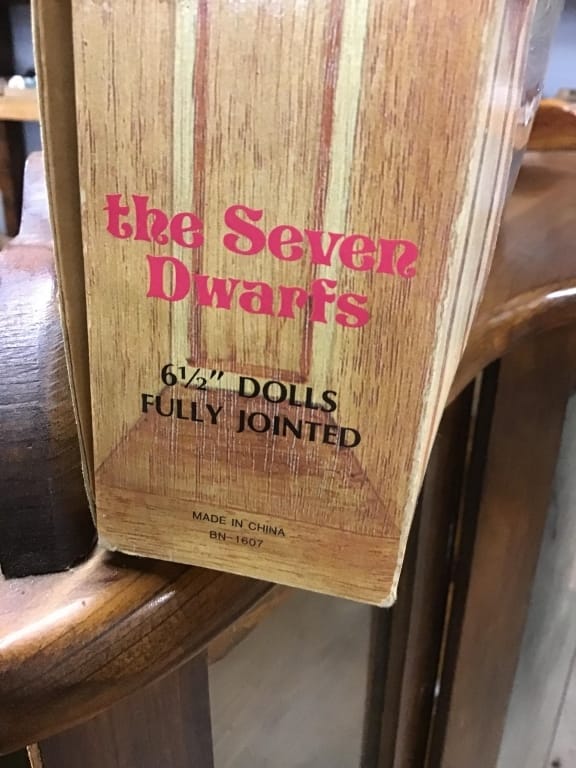 the Seven
Dwarfs
6½" DOLLS
FULLY JOINTED
MADE IN CHINA
BN-1607